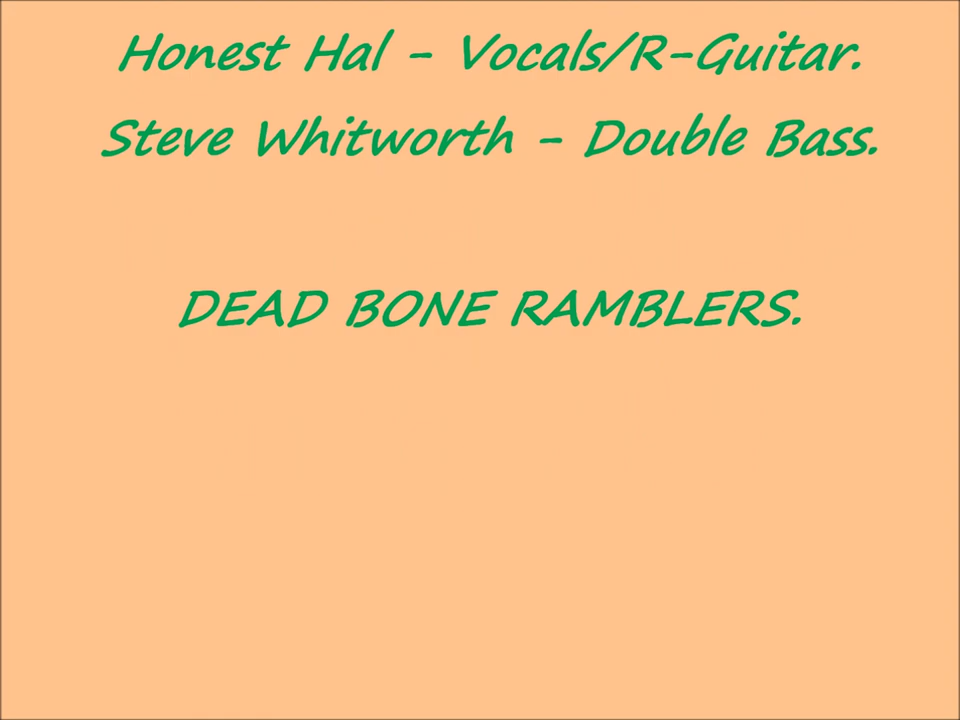 Honest Hal - Vocals/R-Guitar.
Steve Whitworth - Double Bass.
DEAD BONE RAMBLERS.